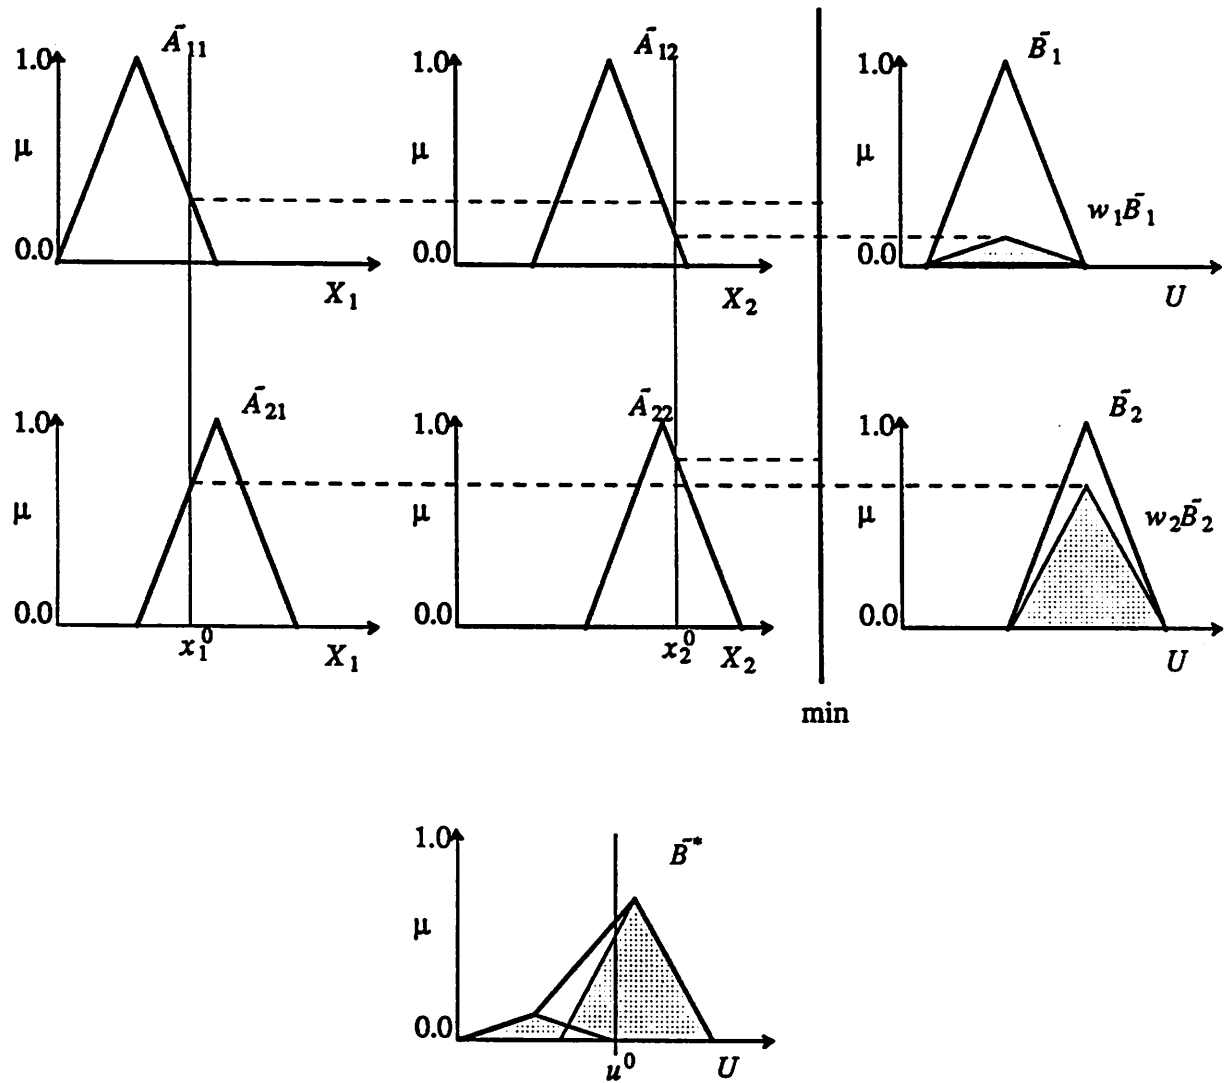 Ã₁₁ Ã₁₂ B̃₁
1.0 1.0 1.0
μ μ μ
w₁B̃₁
0.0 0.0 0.0
X₁ X₂ U
Ã₂₁ Ã₂₂ B̃₂
1.0 1.0 1.0
μ μ μ
w₂B̃₂
0.0 0.0 0.0
x₁⁰ X₁ x₂⁰ X₂ U
min
1.0 B̃*
μ
0.0
u⁰ U